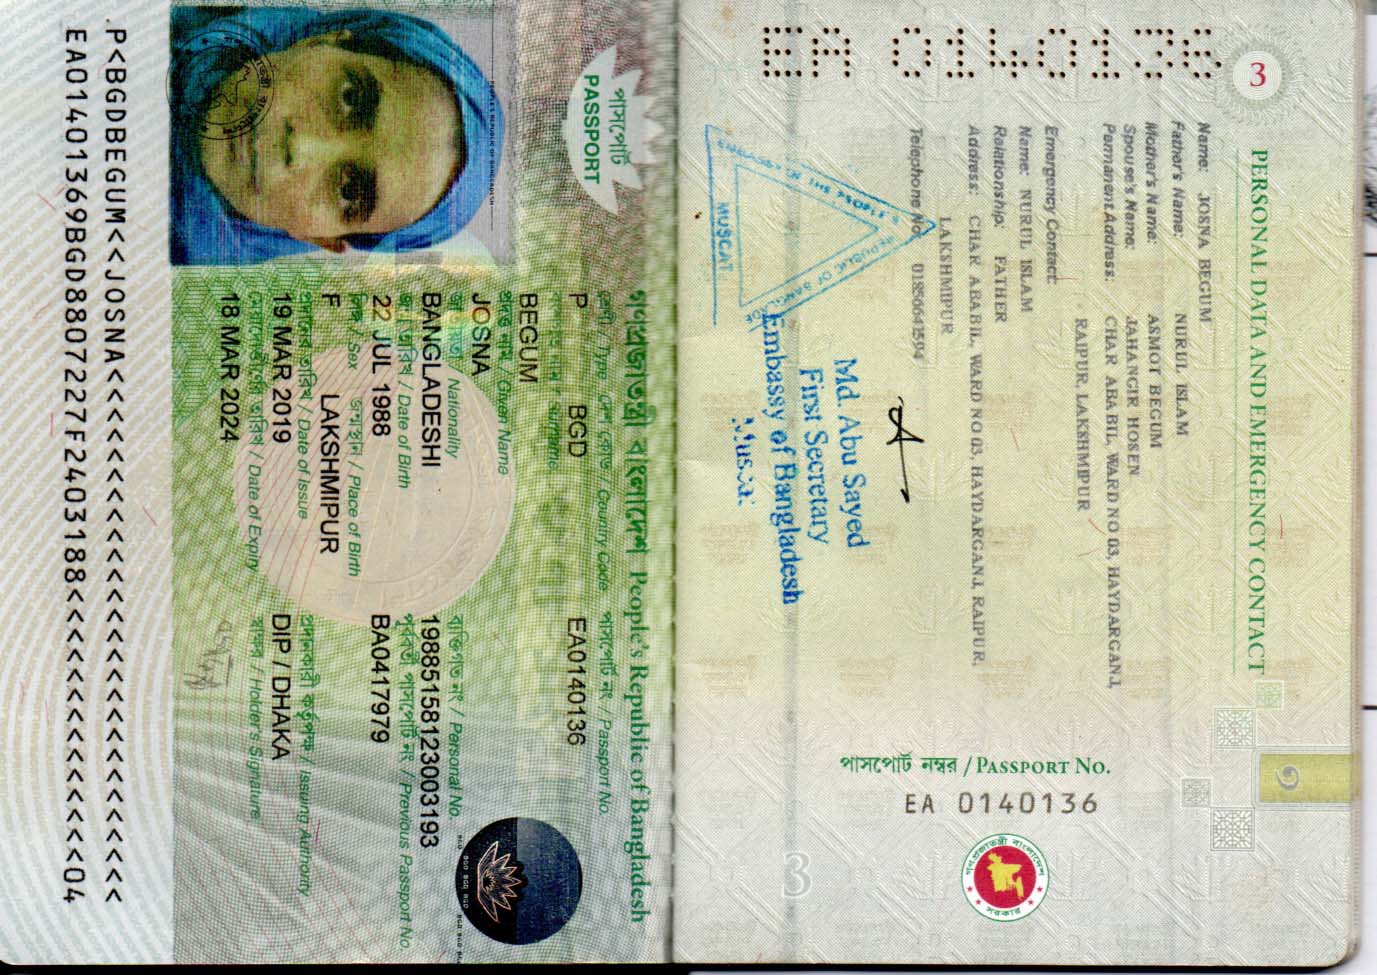 3
PERSONAL DATA AND EMERGENCY CONTACT
Name: JOSNA BEGUM
Father's Name: NURUL ISLAM
Mother's Name: ASMOT BEGUM
Spouse's Name: JAHANGIR HOSEN
Permanent Address: CHAR ABABIL, WARD NO 03, HAYDARGANJ,
RAIPUR, LAKSHMIPUR
Emergency Contact:
Name: NURUL ISLAM
Relationship: FATHER
Address: CHAR ABABIL, WARD NO 03, HAYDARGANJ, RAIPUR,
LAKSHMIPUR
Telephone No: 01856641594
EA 0140136
EMBASSY OF THE PEOPLE'S
REPUBLIC OF BANGLADESH
MUSCAT
Md. Abu Sayed
First Secretary
Embassy of Bangladesh
Muscat
পাসপোর্ট নম্বর / PASSPORT NO.
EA 0140136
গণপ্রজাতন্ত্রী বাংলাদেশ
সরকার
3
গণপ্রজাতন্ত্রী বাংলাদেশ People's Republic of Bangladesh
পাসপোর্ট
PASSPORT
শ্রেণী / Type দেশ কোড / Country Code পাসপোর্ট নং / Passport No.
P BGD EA0140136
Surname
BEGUM
Given Name
JOSNA
Nationality ব্যক্তিগত নং / Personal No.
BANGLADESHI 19885158123003193
জন্ম তারিখ / Date of Birth পূর্ববর্তী পাসপোর্ট নং / Previous Passport No.
22 JUL 1988 BA0417979
লিঙ্গ / Sex জন্মস্থান / Place of Birth
F LAKSHMIPUR
প্রদানের তারিখ / Date of Issue প্রদানকারী কর্তৃপক্ষ / Issuing Authority
19 MAR 2019 DIP / DHAKA
মেয়াদোত্তীর্ণের তারিখ / Date of Expiry স্বাক্ষর / Holder's Signature
18 MAR 2024
P<BGDBEGUM<<JOSNA<<<<<<<<<<<<<<<<<<<<<<<<<<<
EA01401369BGD8807227F2403188<<<<<<<<<<<<<<04